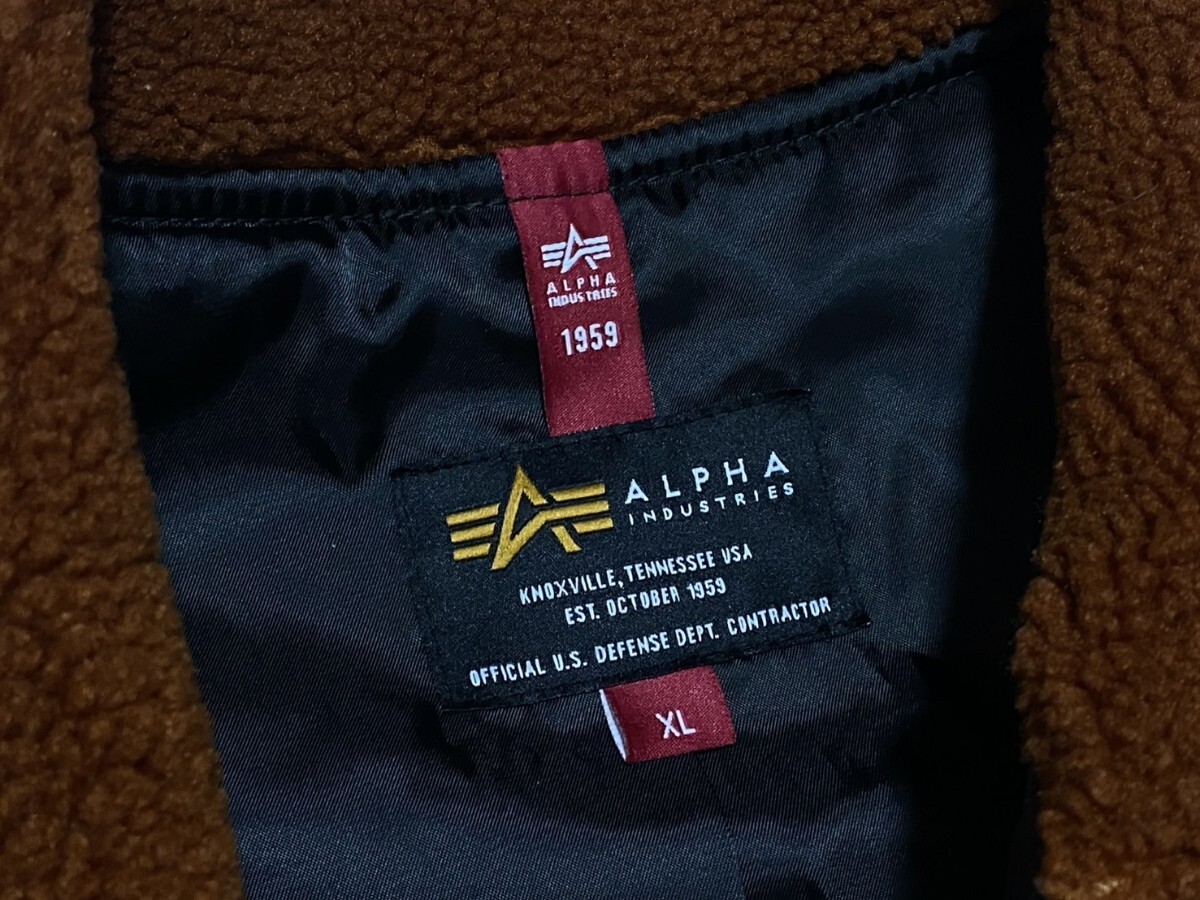 ALPHA
INDUSTRIES
1959
ALPHA
INDUSTRIES
KNOXVILLE, TENNESSEE USA
EST. OCTOBER 1959
OFFICIAL U.S. DEFENSE DEPT. CONTRACTOR
XL